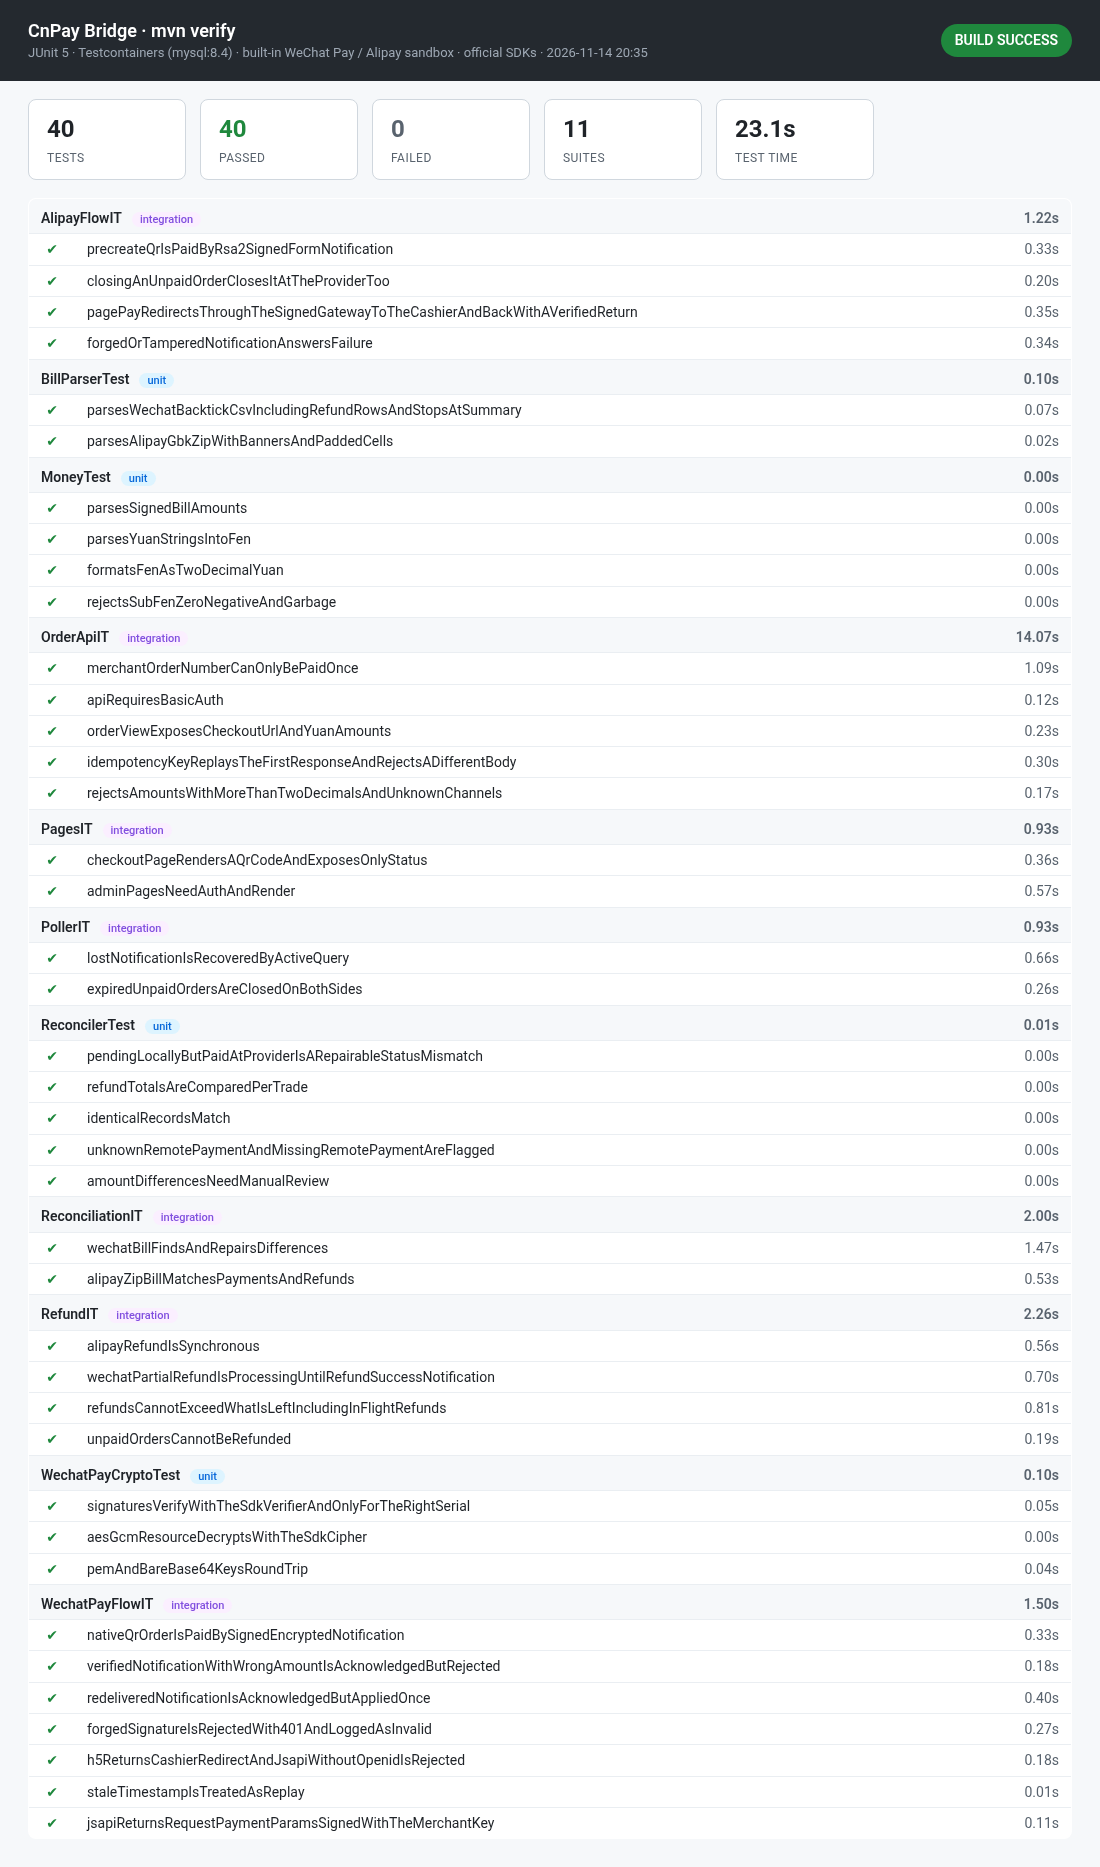 CnPay Bridge · mvn verify
JUnit 5 · Testcontainers (mysql:8.4) · built-in WeChat Pay / Alipay sandbox · official SDKs · 2026-11-14 20:35
BUILD SUCCESS
40
TESTS
40
PASSED
0
FAILED
11
SUITES
23.1s
TEST TIME
AlipayFlowIT integration 1.22s
✔ precreateQrIsPaidByRsa2SignedFormNotification 0.33s
✔ closingAnUnpaidOrderClosesItAtTheProviderToo 0.20s
✔ pagePayRedirectsThroughTheSignedGatewayToTheCashierAndBackWithAVerifiedReturn 0.35s
✔ forgedOrTamperedNotificationAnswersFailure 0.34s
BillParserTest unit 0.10s
✔ parsesWechatBacktickCsvIncludingRefundRowsAndStopsAtSummary 0.07s
✔ parsesAlipayGbkZipWithBannersAndPaddedCells 0.02s
MoneyTest unit 0.00s
✔ parsesSignedBillAmounts 0.00s
✔ parsesYuanStringsIntoFen 0.00s
✔ formatsFenAsTwoDecimalYuan 0.00s
✔ rejectsSubFenZeroNegativeAndGarbage 0.00s
OrderApiIT integration 14.07s
✔ merchantOrderNumberCanOnlyBePaidOnce 1.09s
✔ apiRequiresBasicAuth 0.12s
✔ orderViewExposesCheckoutUrlAndYuanAmounts 0.23s
✔ idempotencyKeyReplaysTheFirstResponseAndRejectsADifferentBody 0.30s
✔ rejectsAmountsWithMoreThanTwoDecimalsAndUnknownChannels 0.17s
PagesIT integration 0.93s
✔ checkoutPageRendersAQrCodeAndExposesOnlyStatus 0.36s
✔ adminPagesNeedAuthAndRender 0.57s
PollerIT integration 0.93s
✔ lostNotificationIsRecoveredByActiveQuery 0.66s
✔ expiredUnpaidOrdersAreClosedOnBothSides 0.26s
ReconcilerTest unit 0.01s
✔ pendingLocallyButPaidAtProviderIsARepairableStatusMismatch 0.00s
✔ refundTotalsAreComparedPerTrade 0.00s
✔ identicalRecordsMatch 0.00s
✔ unknownRemotePaymentAndMissingRemotePaymentAreFlagged 0.00s
✔ amountDifferencesNeedManualReview 0.00s
ReconciliationIT integration 2.00s
✔ wechatBillFindsAndRepairsDifferences 1.47s
✔ alipayZipBillMatchesPaymentsAndRefunds 0.53s
RefundIT integration 2.26s
✔ alipayRefundIsSynchronous 0.56s
✔ wechatPartialRefundIsProcessingUntilRefundSuccessNotification 0.70s
✔ refundsCannotExceedWhatIsLeftIncludingInFlightRefunds 0.81s
✔ unpaidOrdersCannotBeRefunded 0.19s
WechatPayCryptoTest unit 0.10s
✔ signaturesVerifyWithTheSdkVerifierAndOnlyForTheRightSerial 0.05s
✔ aesGcmResourceDecryptsWithTheSdkCipher 0.00s
✔ pemAndBareBase64KeysRoundTrip 0.04s
WechatPayFlowIT integration 1.50s
✔ nativeQrOrderIsPaidBySignedEncryptedNotification 0.33s
✔ verifiedNotificationWithWrongAmountIsAcknowledgedButRejected 0.18s
✔ redeliveredNotificationIsAcknowledgedButAppliedOnce 0.40s
✔ forgedSignatureIsRejectedWith401AndLoggedAsInvalid 0.27s
✔ h5ReturnsCashierRedirectAndJsapiWithoutOpenidIsRejected 0.18s
✔ staleTimestampIsTreatedAsReplay 0.01s
✔ jsapiReturnsRequestPaymentParamsSignedWithTheMerchantKey 0.11s